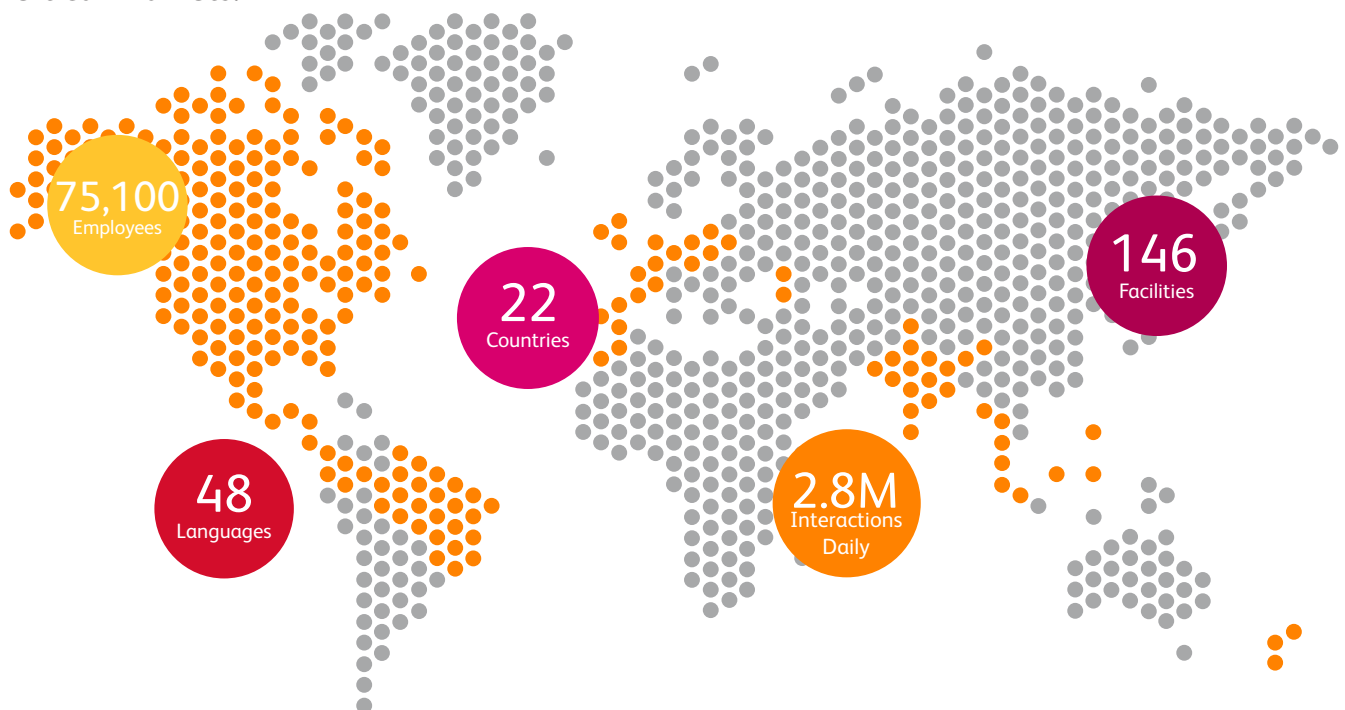 75,100
Employees
22
Countries
146
Facilities
48
Languages
2.8M
Interactions
Daily